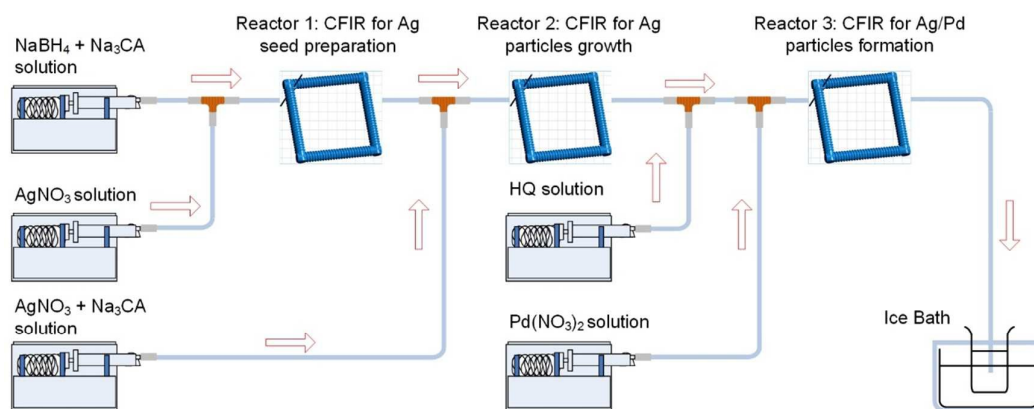 Reactor 1: CFIR for Ag
seed preparation
Reactor 2: CFIR for Ag
particles growth
Reactor 3: CFIR for Ag/Pd
particles formation
NaBH₄ + Na₃CA
solution
AgNO₃ solution
HQ solution
AgNO₃ + Na₃CA
solution
Pd(NO₃)₂ solution
Ice Bath